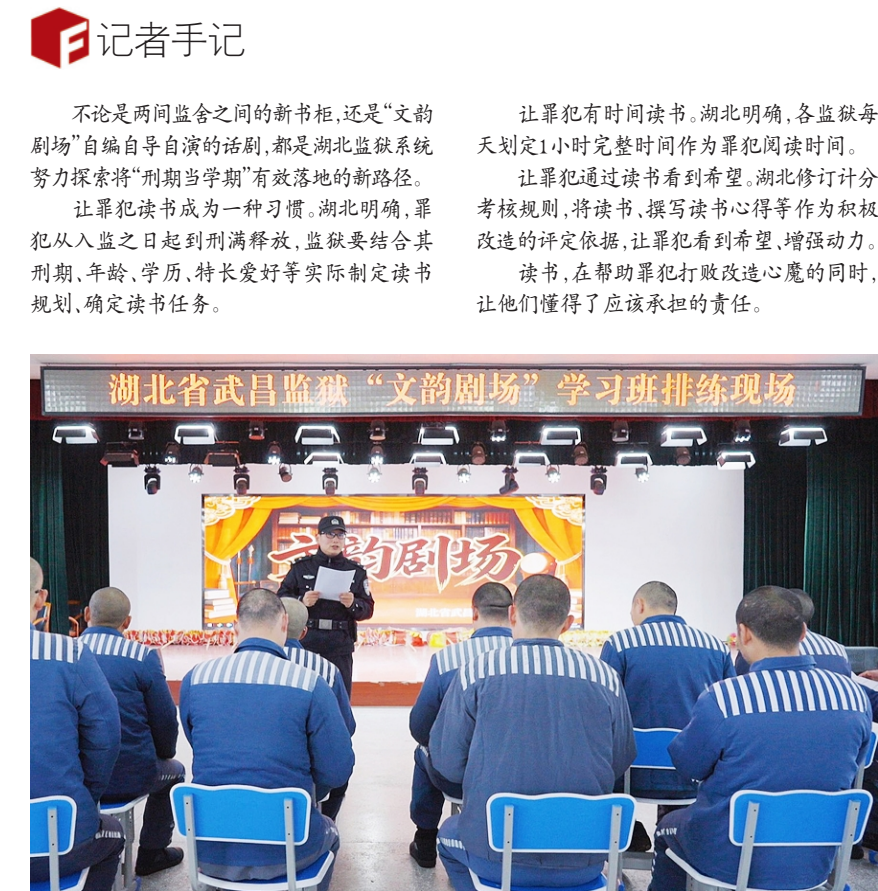 F记者手记
不论是两间监舍之间的新书柜，还是“文韵
剧场”自编自导自演的话剧，都是湖北监狱系统
努力探索将“刑期当学期”有效落地的新路径。
让罪犯读书成为一种习惯。湖北明确，罪
犯从入监之日起到刑满释放，监狱要结合其
刑期、年龄、学历、特长爱好等实际制定读书
规划、确定读书任务。
让罪犯有时间读书。湖北明确，各监狱每
天划定1小时完整时间作为罪犯阅读时间。
让罪犯通过读书看到希望。湖北修订计分
考核规则，将读书、撰写读书心得等作为积极
改造的评定依据，让罪犯看到希望、增强动力。
读书，在帮助罪犯打败改造心魔的同时，
让他们懂得了应该承担的责任。
湖北省武昌监狱“文韵剧场”学习班排练现场
文韵剧场
湖北省武昌